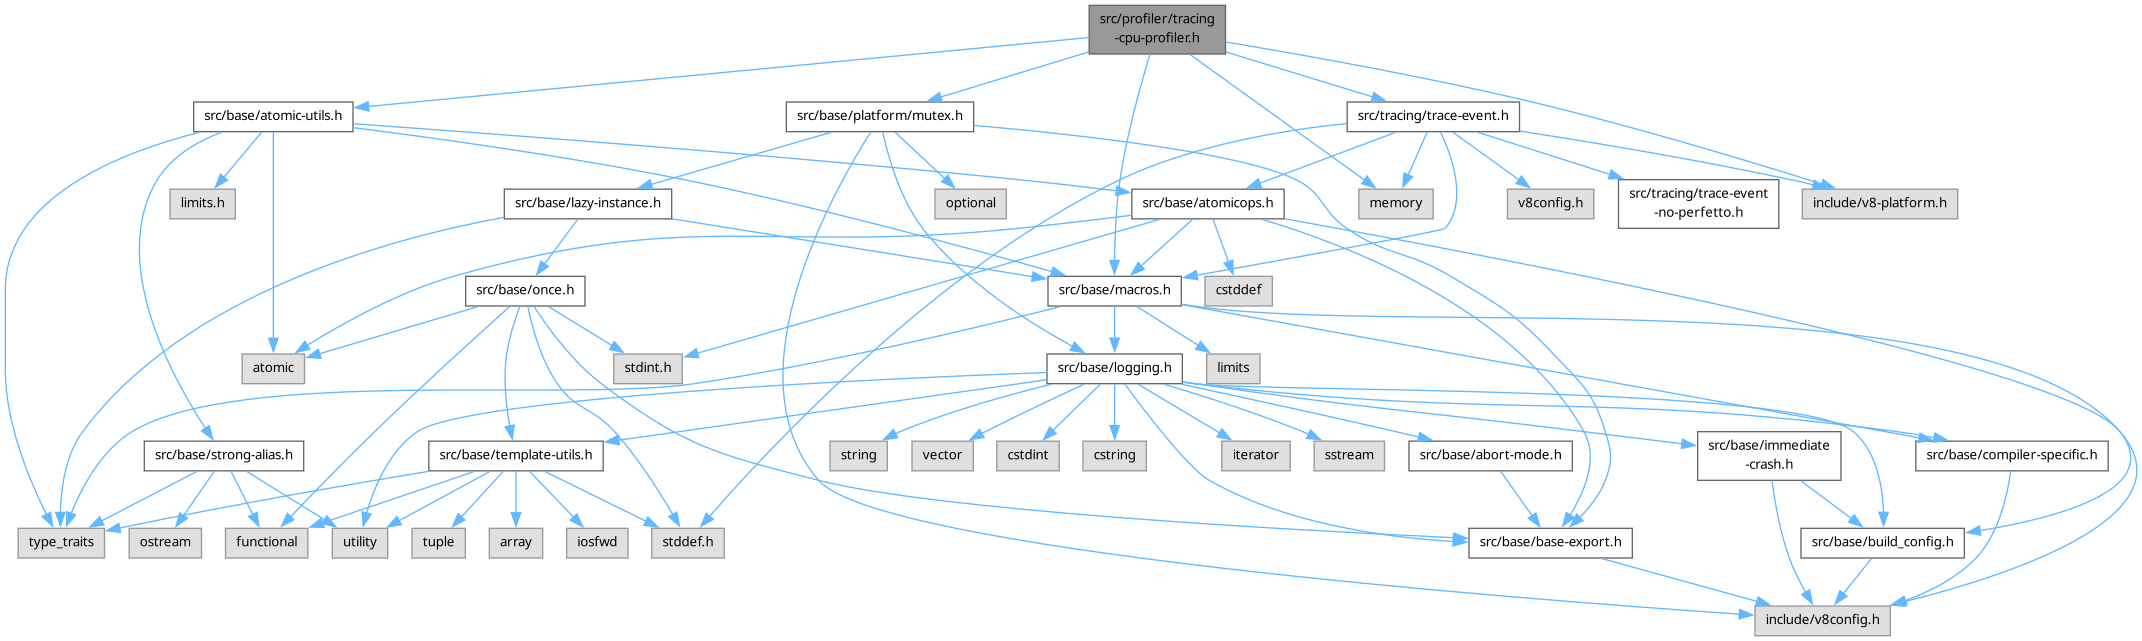 src/profiler/tracing
-cpu-profiler.h
src/base/atomic-utils.h
src/base/platform/mutex.h
src/tracing/trace-event.h
limits.h
src/base/lazy-instance.h
optional
src/base/atomicops.h
memory
v8config.h
src/tracing/trace-event
-no-perfetto.h
include/v8-platform.h
src/base/once.h
src/base/macros.h
cstddef
atomic
stdint.h
src/base/logging.h
limits
src/base/strong-alias.h
src/base/template-utils.h
string
vector
cstdint
cstring
iterator
sstream
src/base/abort-mode.h
src/base/immediate
-crash.h
src/base/compiler-specific.h
type_traits
ostream
functional
utility
tuple
array
iosfwd
stddef.h
src/base/base-export.h
src/base/build_config.h
include/v8config.h